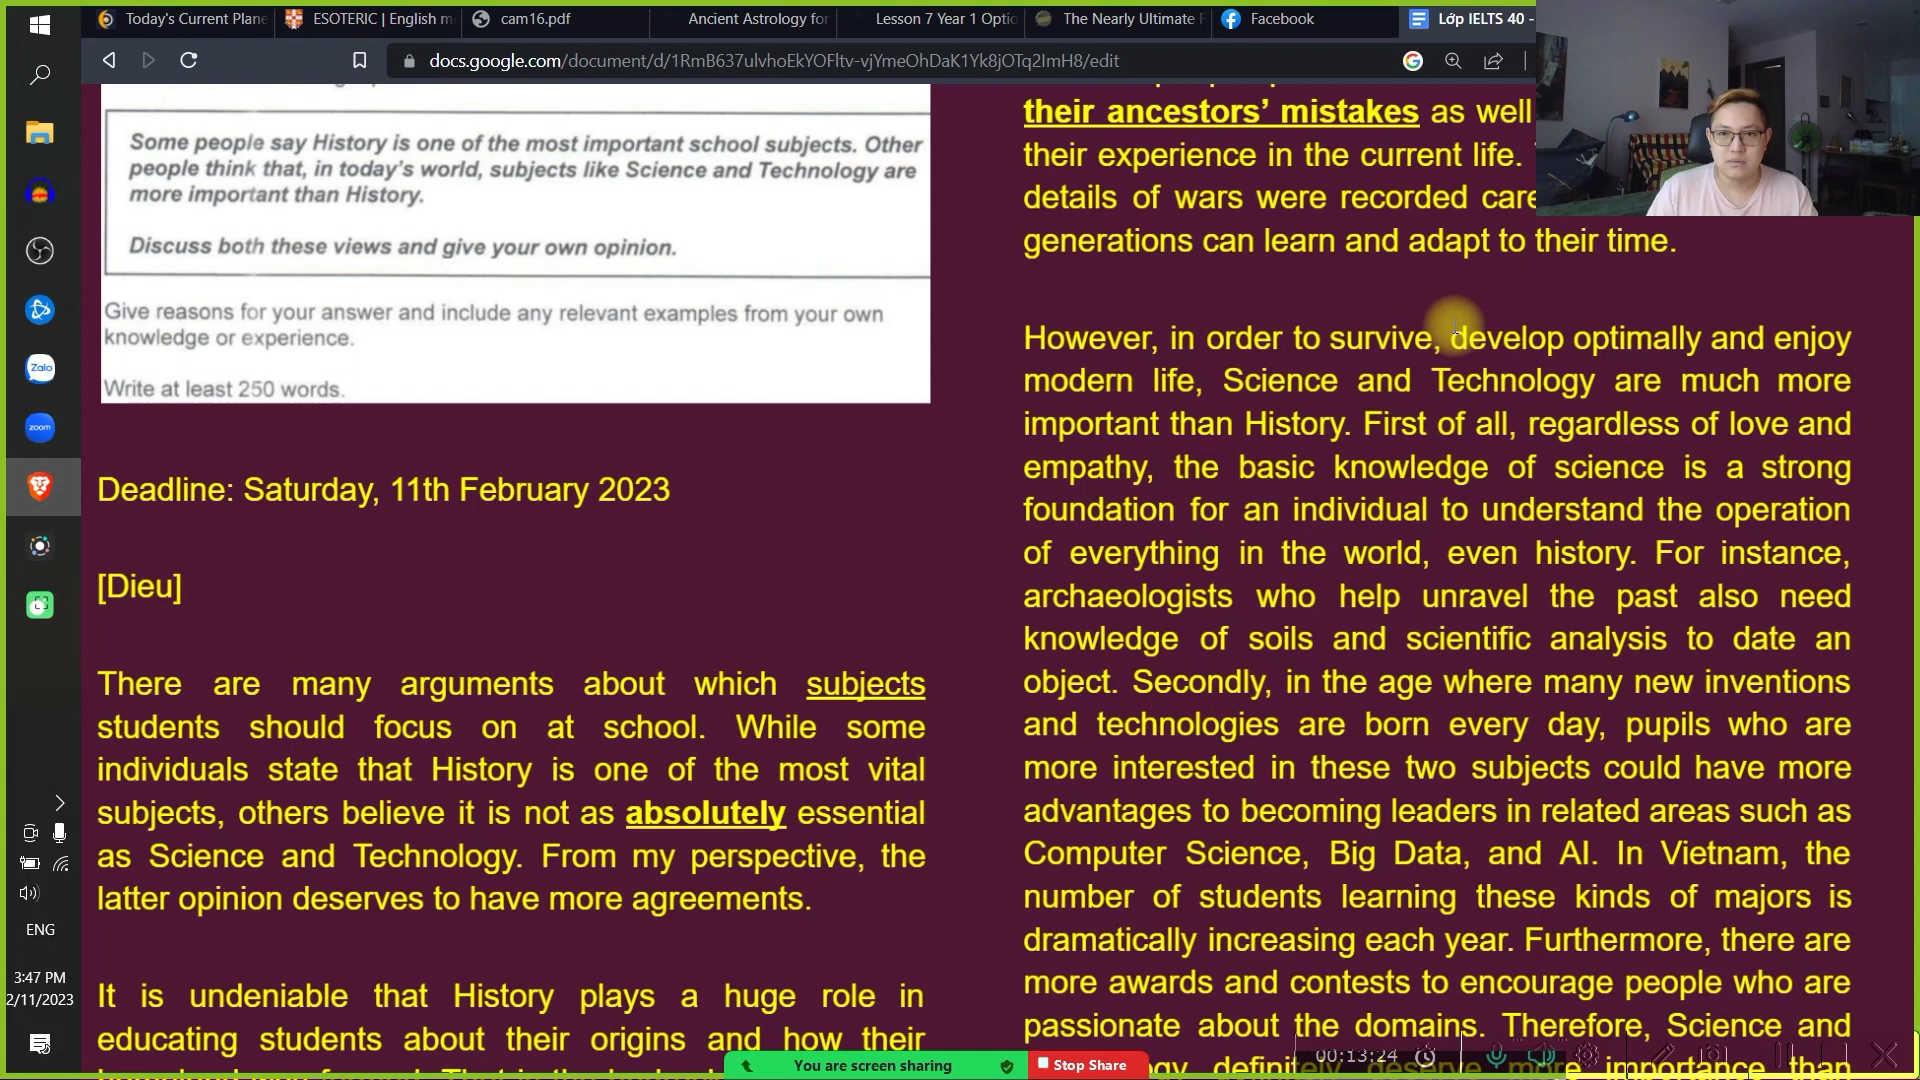 Today's Current Plane
ESOTERIC | English m
cam16.pdf
Ancient Astrology for
Lesson 7 Year 1 Optio
The Nearly Ultimate F
Facebook
Lớp IELTS 40 -
docs.google.com/document/d/1RmB637ulvhoEkYOFltv-vjYmeOhDaK1Yk8jOTq2ImH8/edit
Some people say History is one of the most important school subjects. Other
people think that, in today's world, subjects like Science and Technology are
more important than History.
Discuss both these views and give your own opinion.
Give reasons for your answer and include any relevant examples from your own
knowledge or experience.
Write at least 250 words.
Deadline: Saturday, 11th February 2023
[Dieu]
There are many arguments about which subjects
students should focus on at school. While some
individuals state that History is one of the most vital
subjects, others believe it is not as absolutely essential
as Science and Technology. From my perspective, the
latter opinion deserves to have more agreements.
It is undeniable that History plays a huge role in
educating students about their origins and how their
their ancestors' mistakes as well
their experience in the current life.
details of wars were recorded care
generations can learn and adapt to their time.
However, in order to survive, develop optimally and enjoy
modern life, Science and Technology are much more
important than History. First of all, regardless of love and
empathy, the basic knowledge of science is a strong
foundation for an individual to understand the operation
of everything in the world, even history. For instance,
archaeologists who help unravel the past also need
knowledge of soils and scientific analysis to date an
object. Secondly, in the age where many new inventions
and technologies are born every day, pupils who are
more interested in these two subjects could have more
advantages to becoming leaders in related areas such as
Computer Science, Big Data, and AI. In Vietnam, the
number of students learning these kinds of majors is
dramatically increasing each year. Furthermore, there are
more awards and contests to encourage people who are
passionate about the domains. Therefore, Science and
definitely deserve more importance than
Zalo
zoom
ENG
3:47 PM
2/11/2023
You are screen sharing
Stop Share
00:13:24